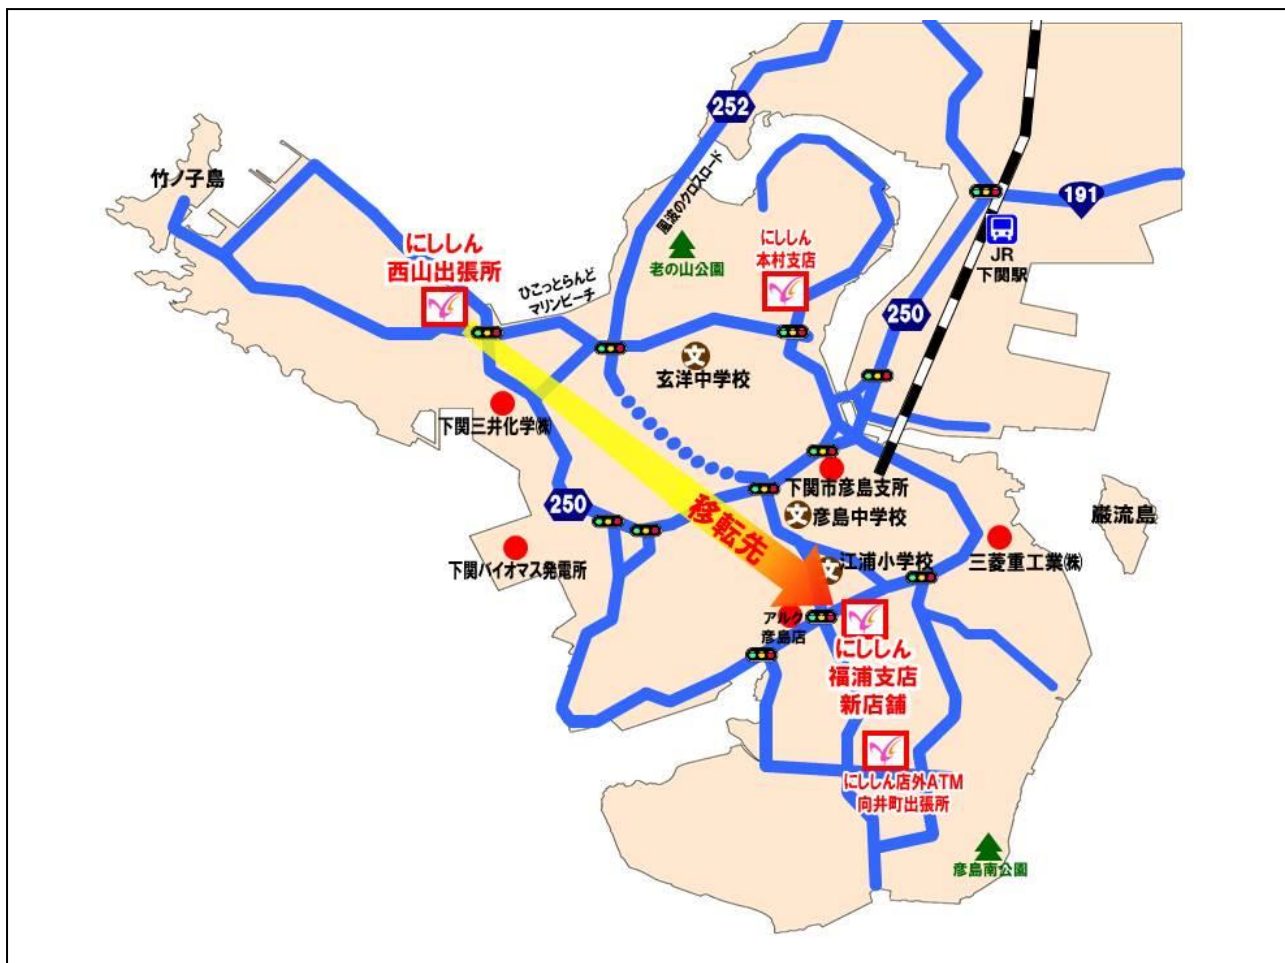 252
竹ノ子島
風波のクロスロード
191
にししん
西山出張所
にししん
本村支店
老の山公園
JR
下関駅
ひこっとらんど
マリンビーチ
250
文
玄洋中学校
下関三井化学㈱
下関市彦島支所
250
移転先
文
彦島中学校
巌流島
下関バイオマス発電所
文
江浦小学校
三菱重工業㈱
アルク
彦島店
にししん
福浦支店
新店舗
にししん店外ATM
向井町出張所
彦島南公園